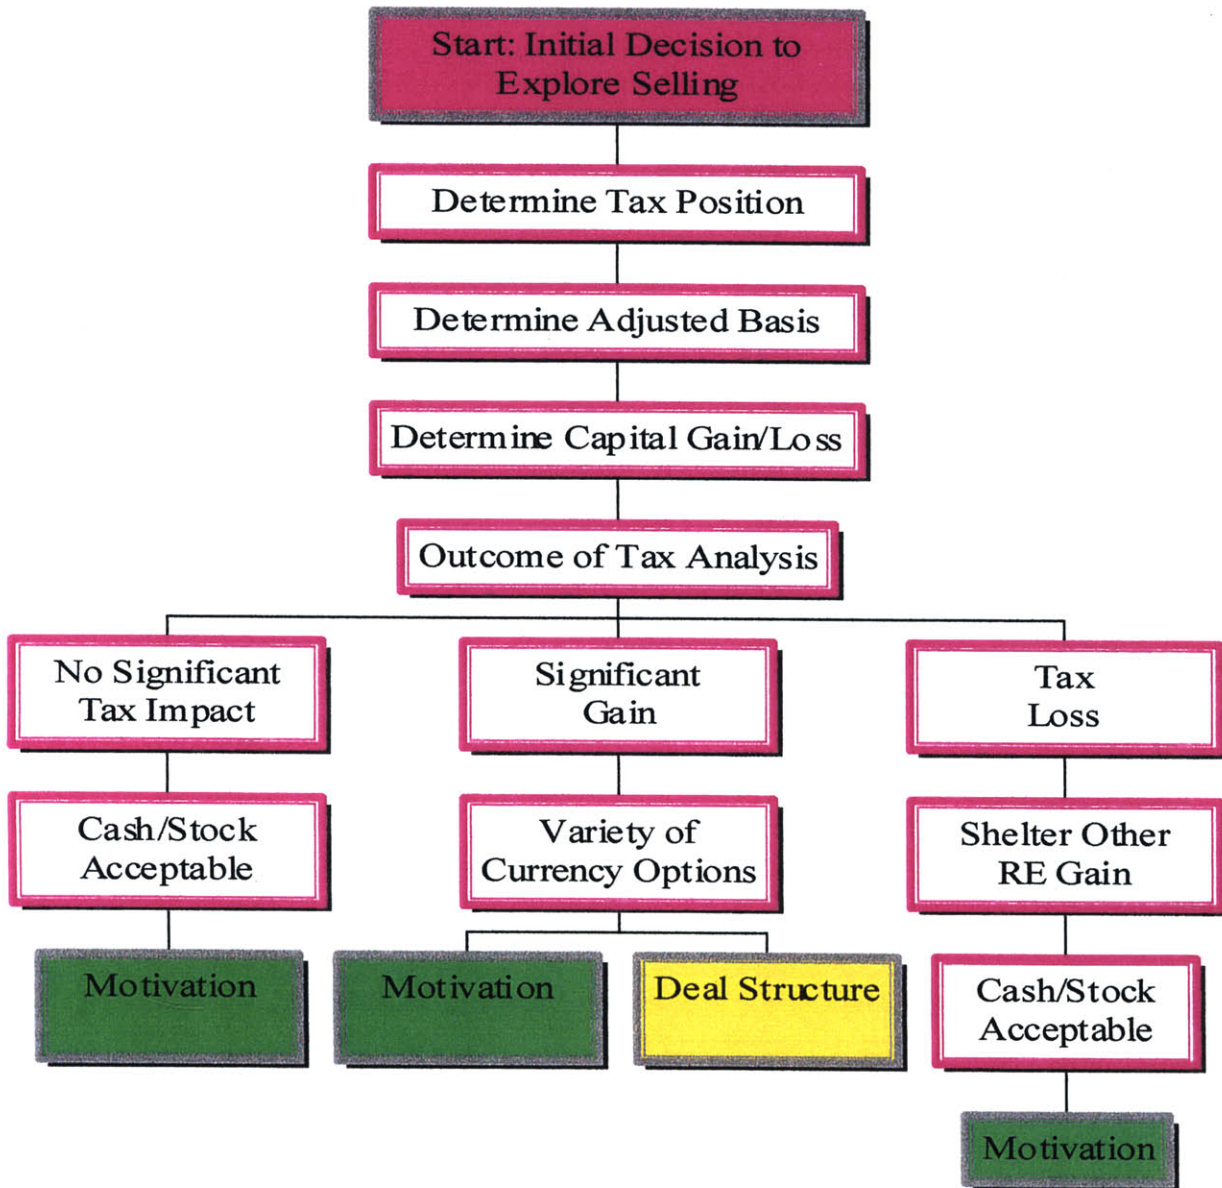 Start: Initial Decision to
Explore Selling
Determine Tax Position
Determine Adjusted Basis
Determine Capital Gain/Loss
Outcome of Tax Analysis
No Significant
Tax Impact
Significant
Gain
Tax
Loss
Cash/Stock
Acceptable
Variety of
Currency Options
Shelter Other
RE Gain
Motivation
Motivation
Deal Structure
Cash/Stock
Acceptable
Motivation